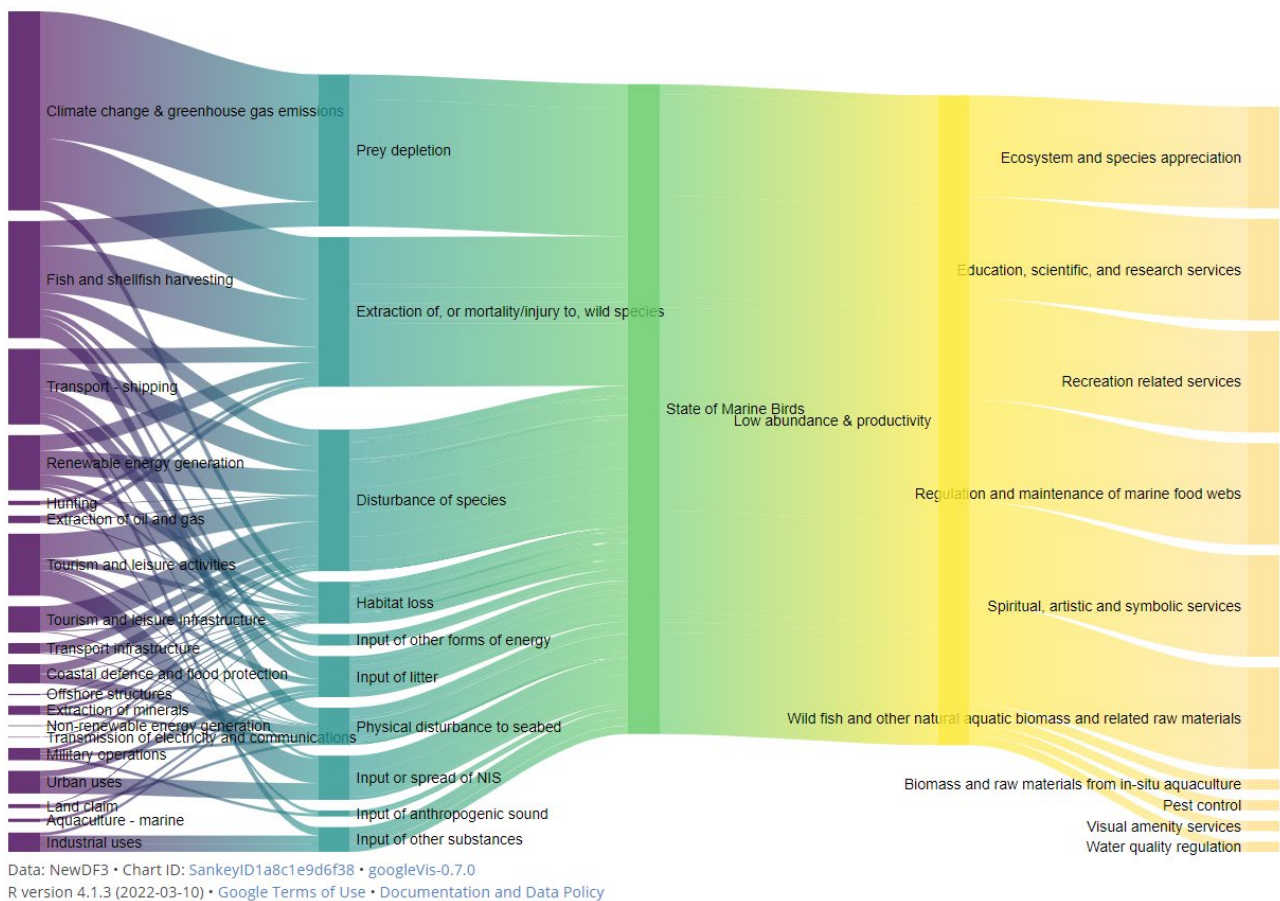 Climate change & greenhouse gas emissions
Fish and shellfish harvesting
Transport - shipping
Renewable energy generation
Hunting
Extraction of oil and gas
Tourism and leisure activities
Tourism and leisure infrastructure
Transport infrastructure
Coastal defence and flood protection
Offshore structures
Extraction of minerals
Non-renewable energy generation
Transmission of electricity and communications
Military operations
Urban uses
Land claim
Aquaculture - marine
Industrial uses
Prey depletion
Extraction of, or mortality/injury to, wild species
Disturbance of species
Habitat loss
Input of other forms of energy
Input of litter
Physical disturbance to seabed
Input or spread of NIS
Input of anthropogenic sound
Input of other substances
State of Marine Birds
Low abundance & productivity
Ecosystem and species appreciation
Education, scientific, and research services
Recreation related services
Regulation and maintenance of marine food webs
Spiritual, artistic and symbolic services
Wild fish and other natural aquatic biomass and related raw materials
Biomass and raw materials from in-situ aquaculture
Pest control
Visual amenity services
Water quality regulation
Data: NewDF3 • Chart ID: SankeyID1a8c1e9d6f38 • googleVis-0.7.0
R version 4.1.3 (2022-03-10) • Google Terms of Use • Documentation and Data Policy